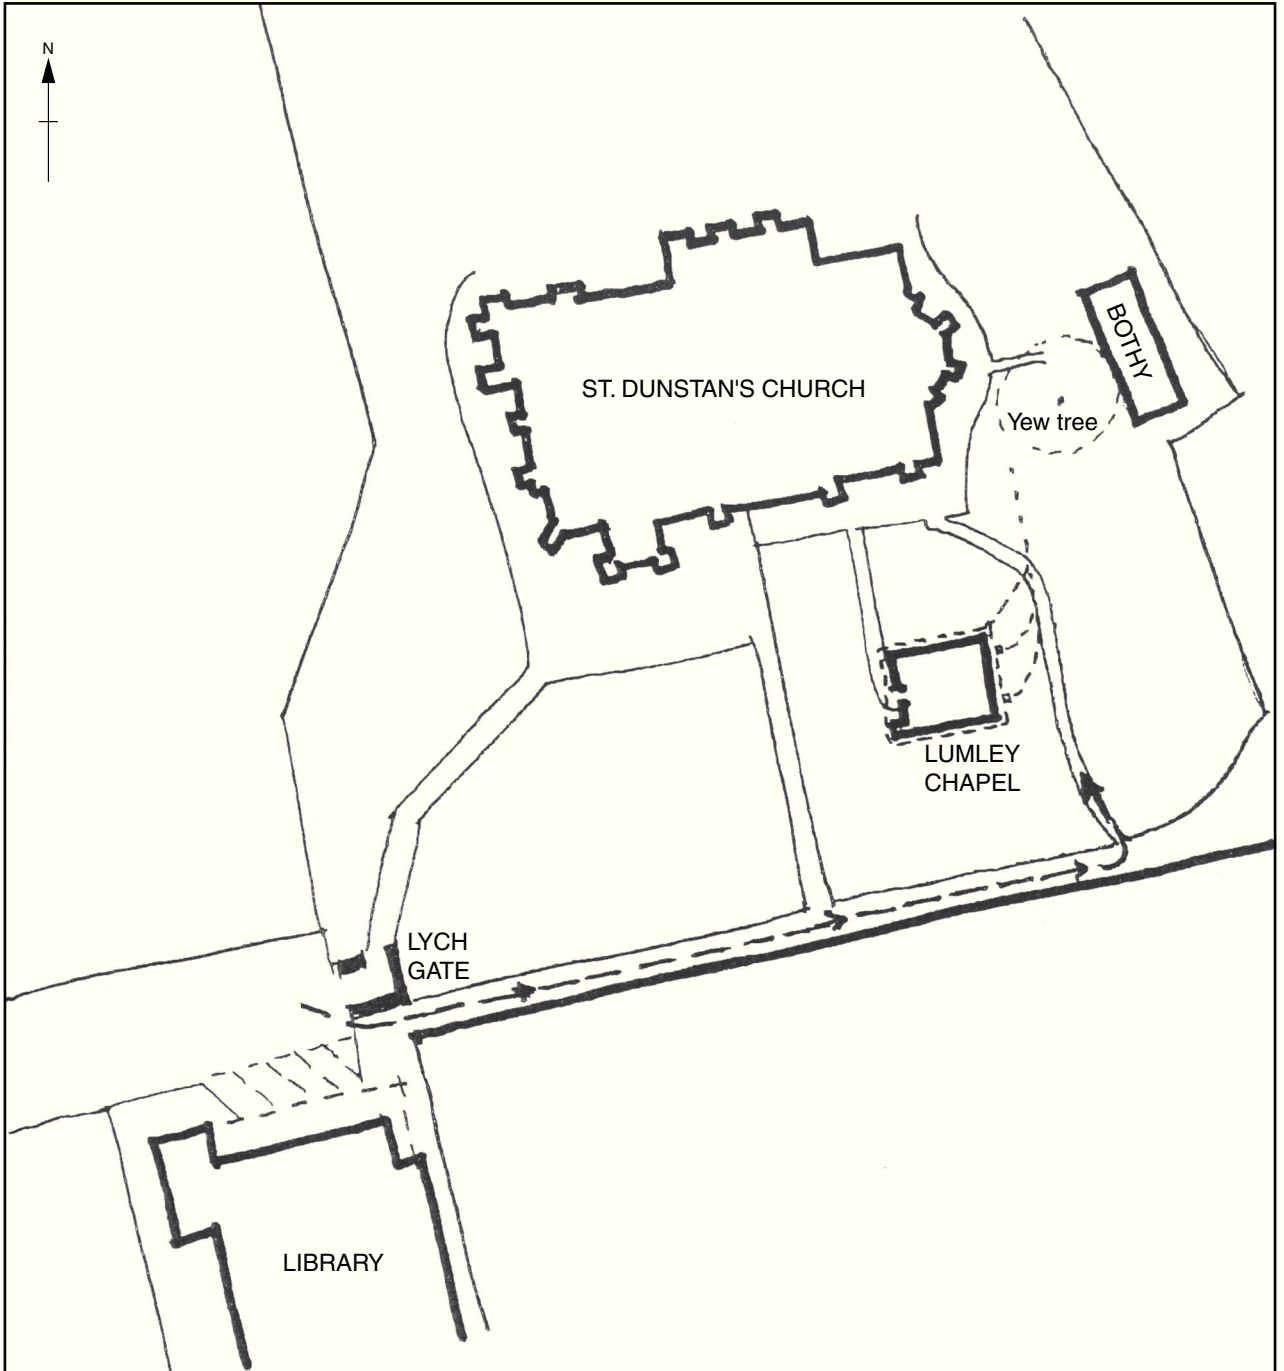 N
ST. DUNSTAN'S CHURCH
BOTHY
Yew tree
LUMLEY
CHAPEL
LYCH
GATE
LIBRARY